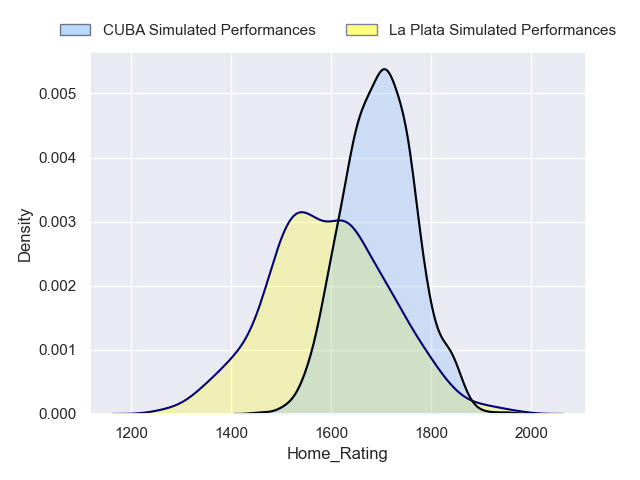 CUBA Simulated Performances La Plata Simulated Performances
0.005
0.004
0.003
0.002
0.001
0.000
Density
1200 1400 1600 1800 2000
Home_Rating